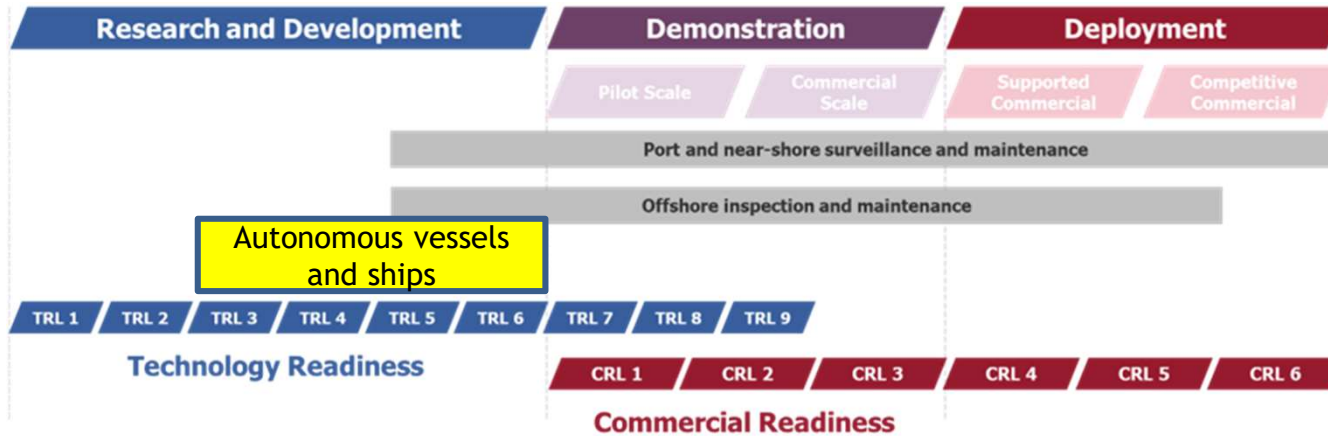 Research and Development
Demonstration
Deployment
Pilot Scale
Commercial
Scale
Supported
Commercial
Competitive
Commercial
Port and near-shore surveillance and maintenance
Offshore inspection and maintenance
Autonomous vessels
and ships
TRL 1
TRL 2
TRL 3
TRL 4
TRL 5
TRL 6
TRL 7
TRL 8
TRL 9
Technology Readiness
CRL 1
CRL 2
CRL 3
CRL 4
CRL 5
CRL 6
Commercial Readiness